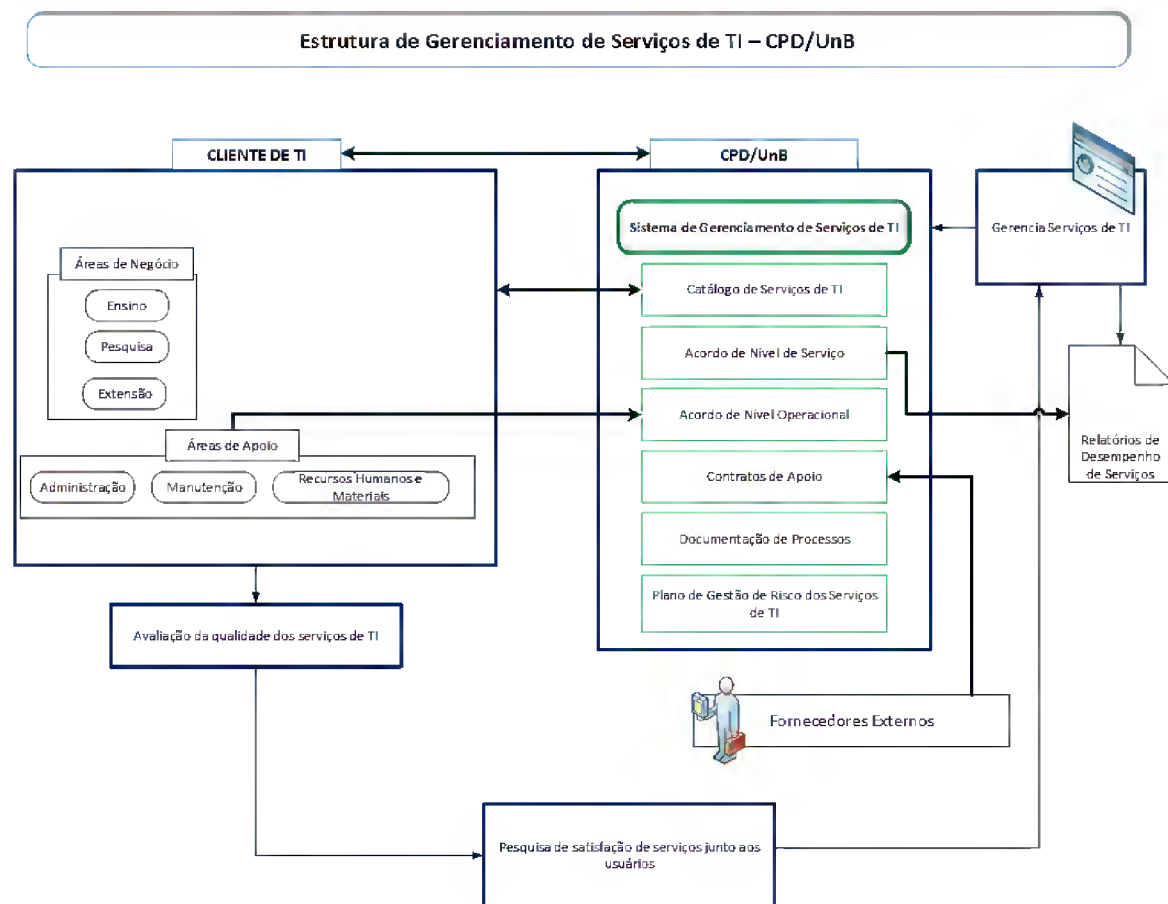 Estrutura de Gerenciamento de Serviços de TI – CPD/UnB
CLIENTE DE TI
CPD/UnB
Sistema de Gerenciamento de Serviços de TI
Gerencia Serviços de TI
Áreas de Negócio
Ensino
Pesquisa
Extensão
Catálogo de Serviços de TI
Acordo de Nível de Serviço
Acordo de Nível Operacional
Contratos de Apoio
Documentação de Processos
Plano de Gestão de Risco dos Serviços
de TI
Relatórios de
Desempenho
de Serviços
Áreas de Apoio
Administração
Manutenção
Recursos Humanos e
Materiais
Avaliação da qualidade dos serviços de TI
Fornecedores Externos
Pesquisa de satisfação de serviços junto aos
usuários